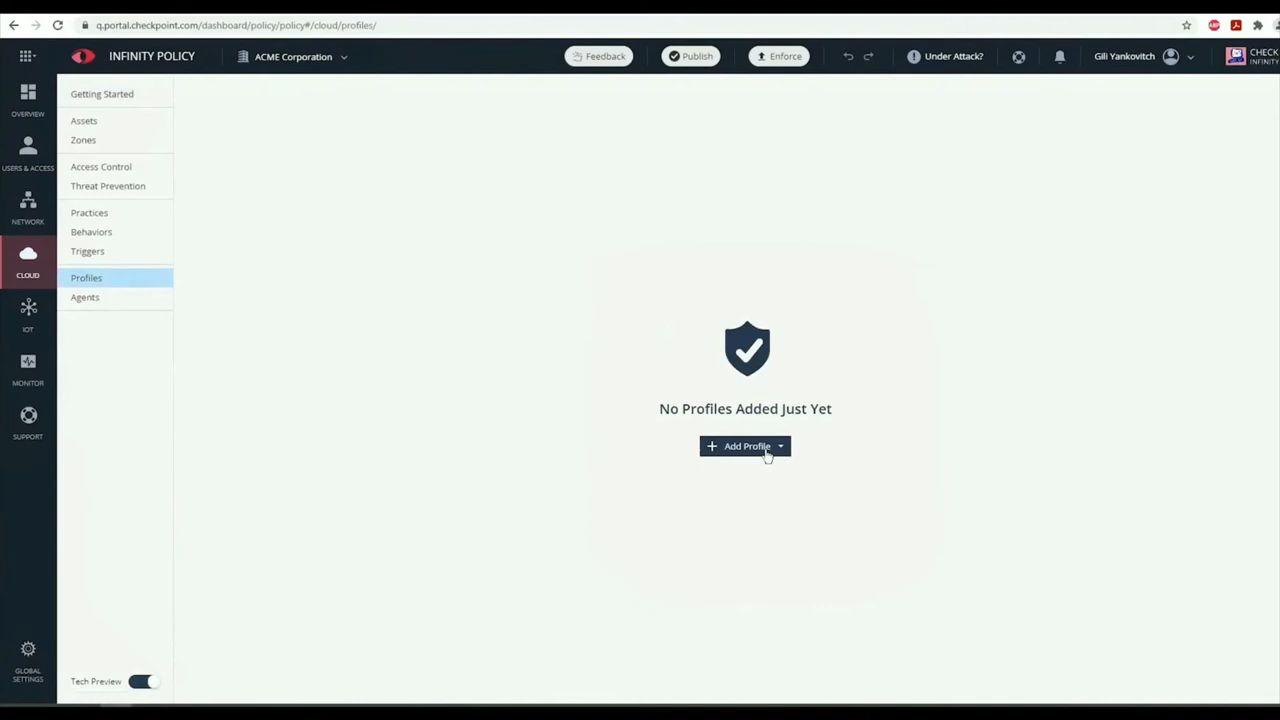 q.portal.checkpoint.com/dashboard/policy/policy#/cloud/profiles/
INFINITY POLICY
ACME Corporation
Feedback
Publish
Enforce
Under Attack?
Gili Yankovitch
CHECK
INFINITY
OVERVIEW
USERS & ACCESS
NETWORK
CLOUD
IOT
MONITOR
SUPPORT
GLOBAL
SETTINGS
Getting Started
Assets
Zones
Access Control
Threat Prevention
Practices
Behaviors
Triggers
Profiles
Agents
Tech Preview
No Profiles Added Just Yet
+ Add Profile